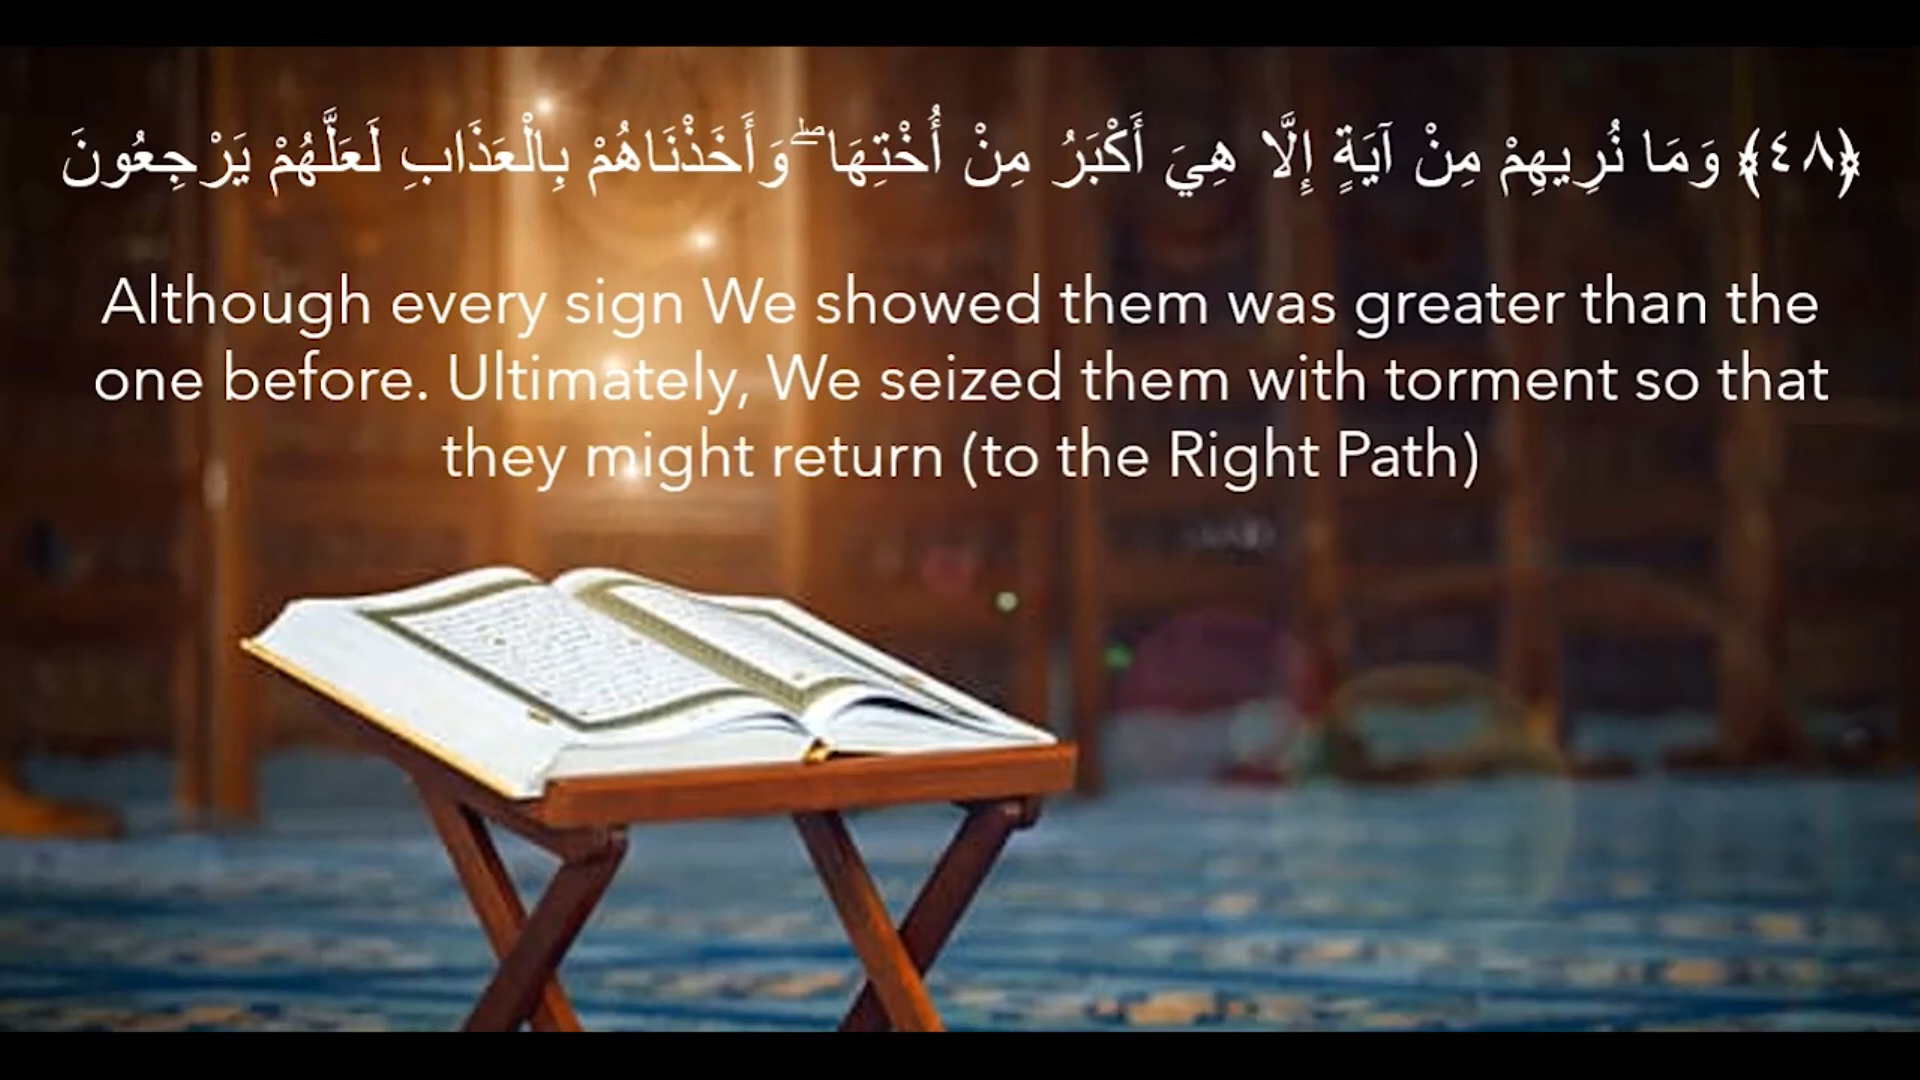 ﴿٤٨﴾ وَمَا نُرِيهِمْ مِنْ آيَةٍ إِلَّا هِيَ أَكْبَرُ مِنْ أُخْتِهَا ۖ وَأَخَذْنَاهُمْ بِالْعَذَابِ لَعَلَّهُمْ يَرْجِعُونَ
Although every sign We showed them was greater than the
one before. Ultimately, We seized them with torment so that
they might return (to the Right Path)